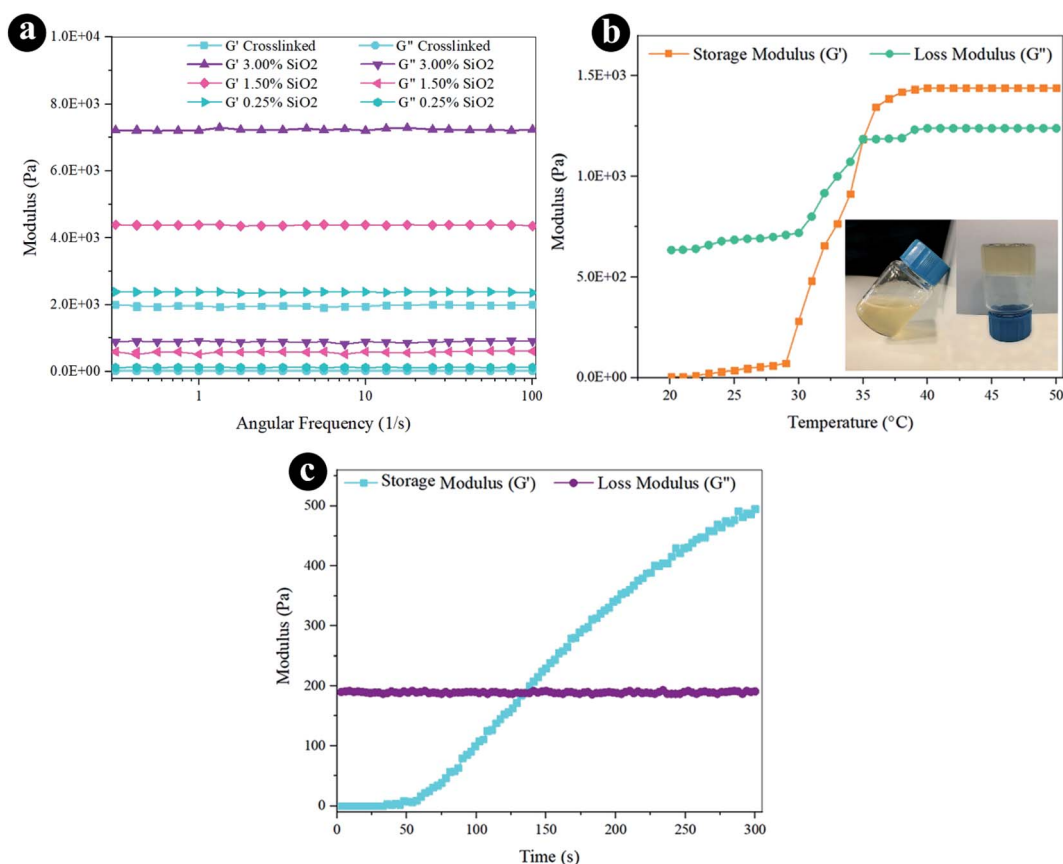 a
G' Crosslinked G'' Crosslinked
G' 3.00% SiO2 G'' 3.00% SiO2
G' 1.50% SiO2 G'' 1.50% SiO2
G' 0.25% SiO2 G'' 0.25% SiO2
1.0E+04
8.0E+03
6.0E+03
4.0E+03
2.0E+03
0.0E+00
Modulus (Pa)
1 10 100
Angular Frequency (1/s)
b
Storage Modulus (G') Loss Modulus (G'')
1.5E+03
1.0E+03
5.0E+02
0.0E+00
Modulus (Pa)
20 25 30 35 40 45 50
Temperature (°C)
c
Storage Modulus (G') Loss Modulus (G'')
500
400
300
200
100
0
Modulus (Pa)
0 50 100 150 200 250 300
Time (s)